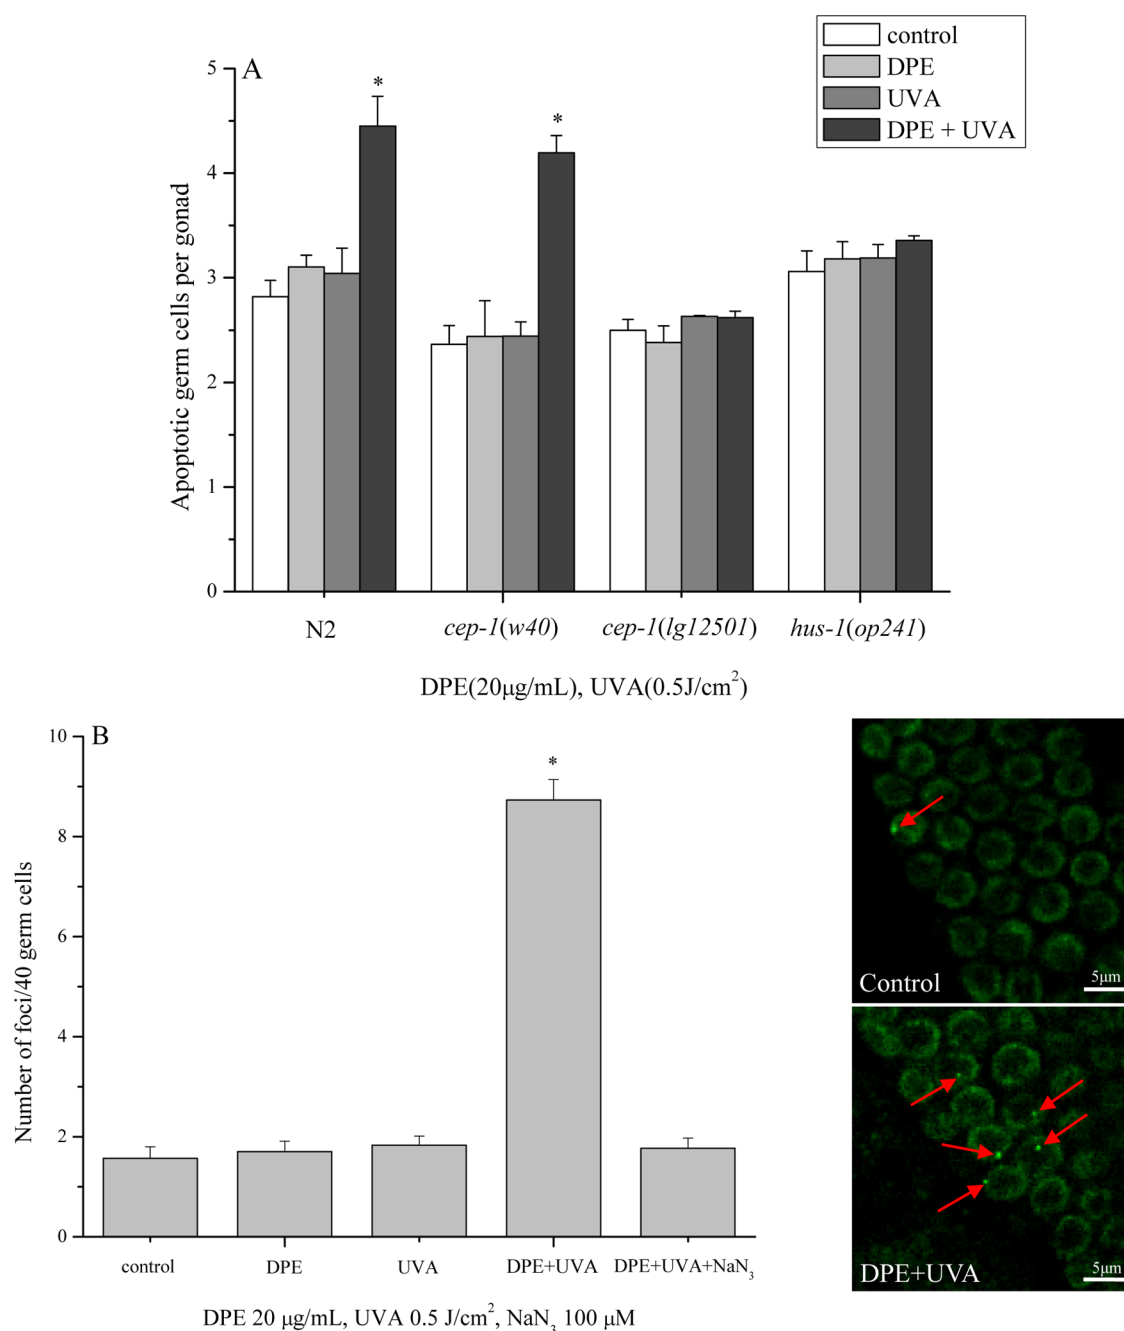 control
DPE
UVA
DPE + UVA
A
5
4
3
2
1
0
*
*
Apoptotic germ cells per gonad
N2
cep-1(w40)
cep-1(lg12501)
hus-1(op241)
DPE(20μg/mL), UVA(0.5J/cm²)
B
10
8
6
4
2
0
*
Number of foci/40 germ cells
control
DPE
UVA
DPE+UVA
DPE+UVA+NaN₃
DPE 20 μg/mL, UVA 0.5 J/cm², NaN₃ 100 μM
Control
5μm
DPE+UVA
5μm